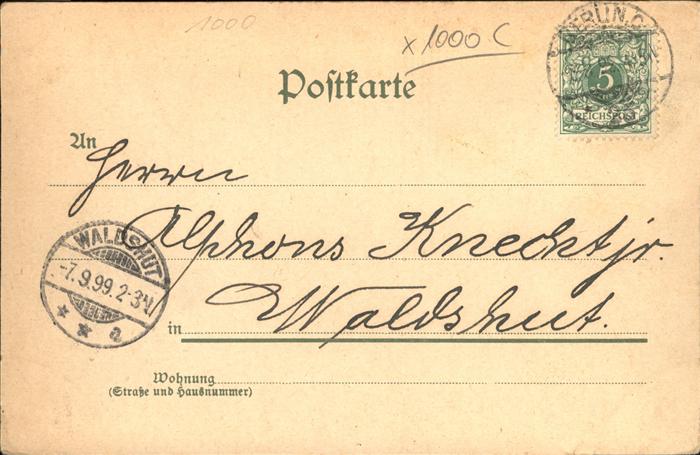 1000
x 1000 C
BERLIN, C.
5
REICHSPOST
Postkarte
An
Herrn
Alphons Knecht jr.
WALDSHUT
-7.9.99.2-3N.
* * a
in Waldshut.
Wohnung
(Straße und Hausnummer)